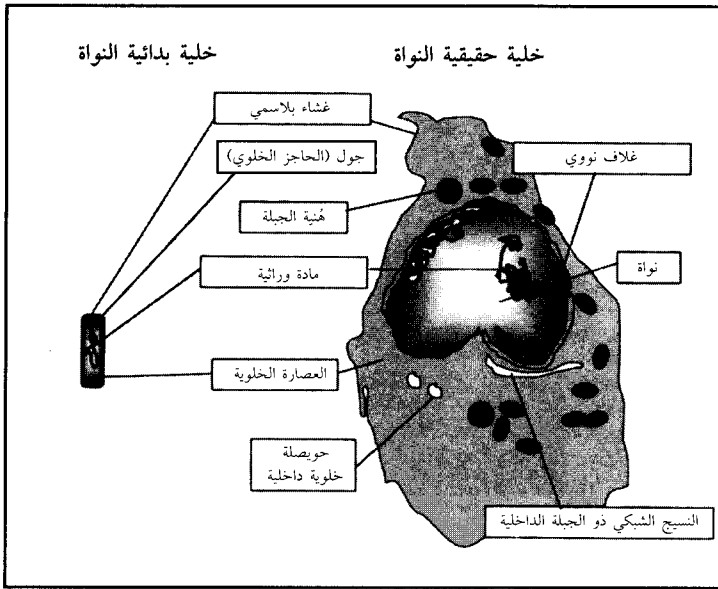 خلية حقيقية النواة
خلية بدائية النواة
غشاء بلاسمي
جول (الحاجز الخلوي)
غلاف نووي
هُنية الجبلة
مادة وراثية
نواة
العصارة الخلوية
حويصلة
خلوية داخلية
النسيج الشبكي ذو الجبلة الداخلية